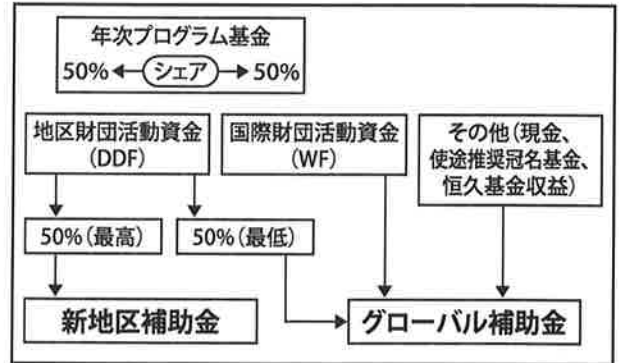 年次プログラム基金
50% シェア 50%
地区財団活動資金
(DDF)
国際財団活動資金
(WF)
その他(現金、
使途推奨冠名基金、
恒久基金収益)
50%(最高)
50%(最低)
新地区補助金
グローバル補助金